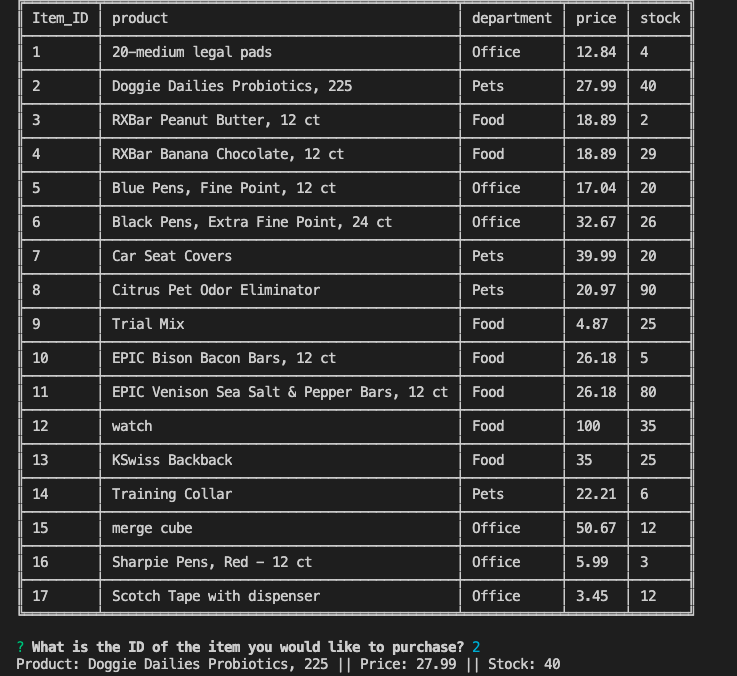 Item_ID product department price stock
1 20-medium legal pads Office 12.84 4
2 Doggie Dailies Probiotics, 225 Pets 27.99 40
3 RXBar Peanut Butter, 12 ct Food 18.89 2
4 RXBar Banana Chocolate, 12 ct Food 18.89 29
5 Blue Pens, Fine Point, 12 ct Office 17.04 20
6 Black Pens, Extra Fine Point, 24 ct Office 32.67 26
7 Car Seat Covers Pets 39.99 20
8 Citrus Pet Odor Eliminator Pets 20.97 90
9 Trial Mix Food 4.87 25
10 EPIC Bison Bacon Bars, 12 ct Food 26.18 5
11 EPIC Venison Sea Salt & Pepper Bars, 12 ct Food 26.18 80
12 watch Food 100 35
13 KSwiss Backback Food 35 25
14 Training Collar Pets 22.21 6
15 merge cube Office 50.67 12
16 Sharpie Pens, Red - 12 ct Office 5.99 3
17 Scotch Tape with dispenser Office 3.45 12
? What is the ID of the item you would like to purchase? 2
Product: Doggie Dailies Probiotics, 225 || Price: 27.99 || Stock: 40